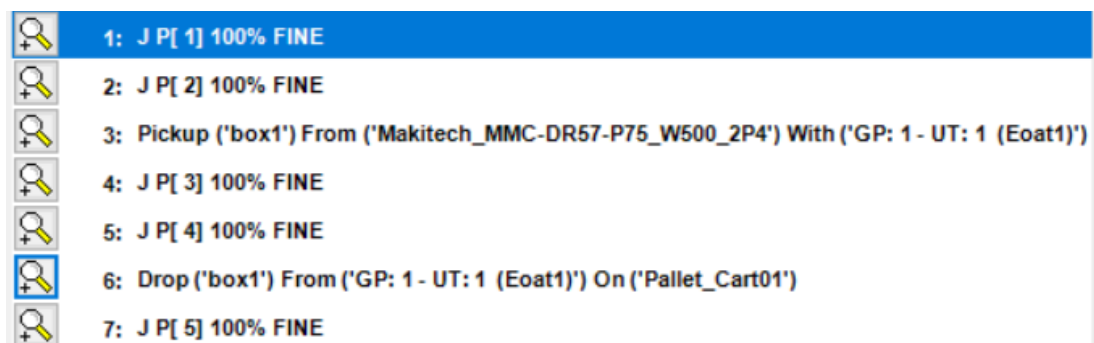 1: J P[ 1] 100% FINE
2: J P[ 2] 100% FINE
3: Pickup ('box1') From ('Makitech_MMC-DR57-P75_W500_2P4') With ('GP: 1 - UT: 1 (Eoat1)')
4: J P[ 3] 100% FINE
5: J P[ 4] 100% FINE
6: Drop ('box1') From ('GP: 1 - UT: 1 (Eoat1)') On ('Pallet_Cart01')
7: J P[ 5] 100% FINE